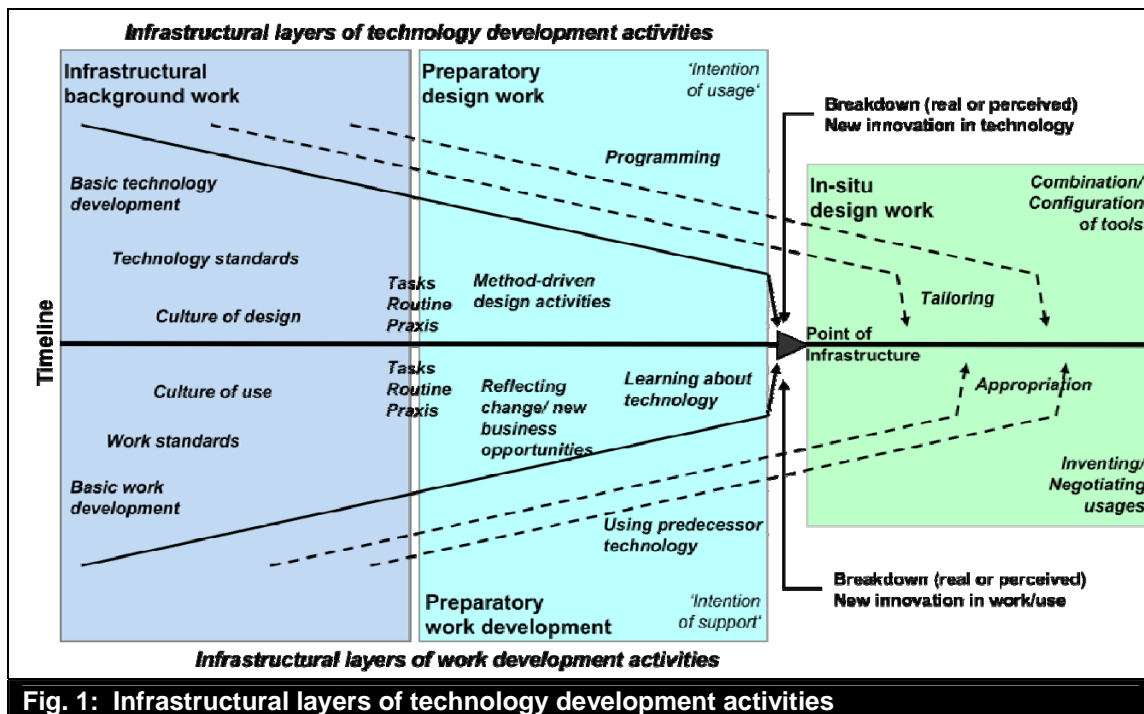 Infrastructural layers of technology development activities
Infrastructural
background work
Preparatory
design work
'Intention
of usage'
Breakdown (real or perceived)
New innovation in technology
Programming
Basic technology
development
In-situ
design work
Combination/
Configuration
of tools
Technology standards
Tasks
Routine
Praxis
Method-driven
design activities
Tailoring
Culture of design
Timeline
Point of
Infrastructure
Tasks
Routine
Praxis
Culture of use
Reflecting
change/ new
business
opportunities
Learning about
technology
Appropriation
Work standards
Basic work
development
Inventing/
Negotiating
usages
Using predecessor
technology
Breakdown (real or perceived)
New innovation in work/use
Preparatory
work development
'Intention
of support'
Infrastructural layers of work development activities
Fig. 1: Infrastructural layers of technology development activities